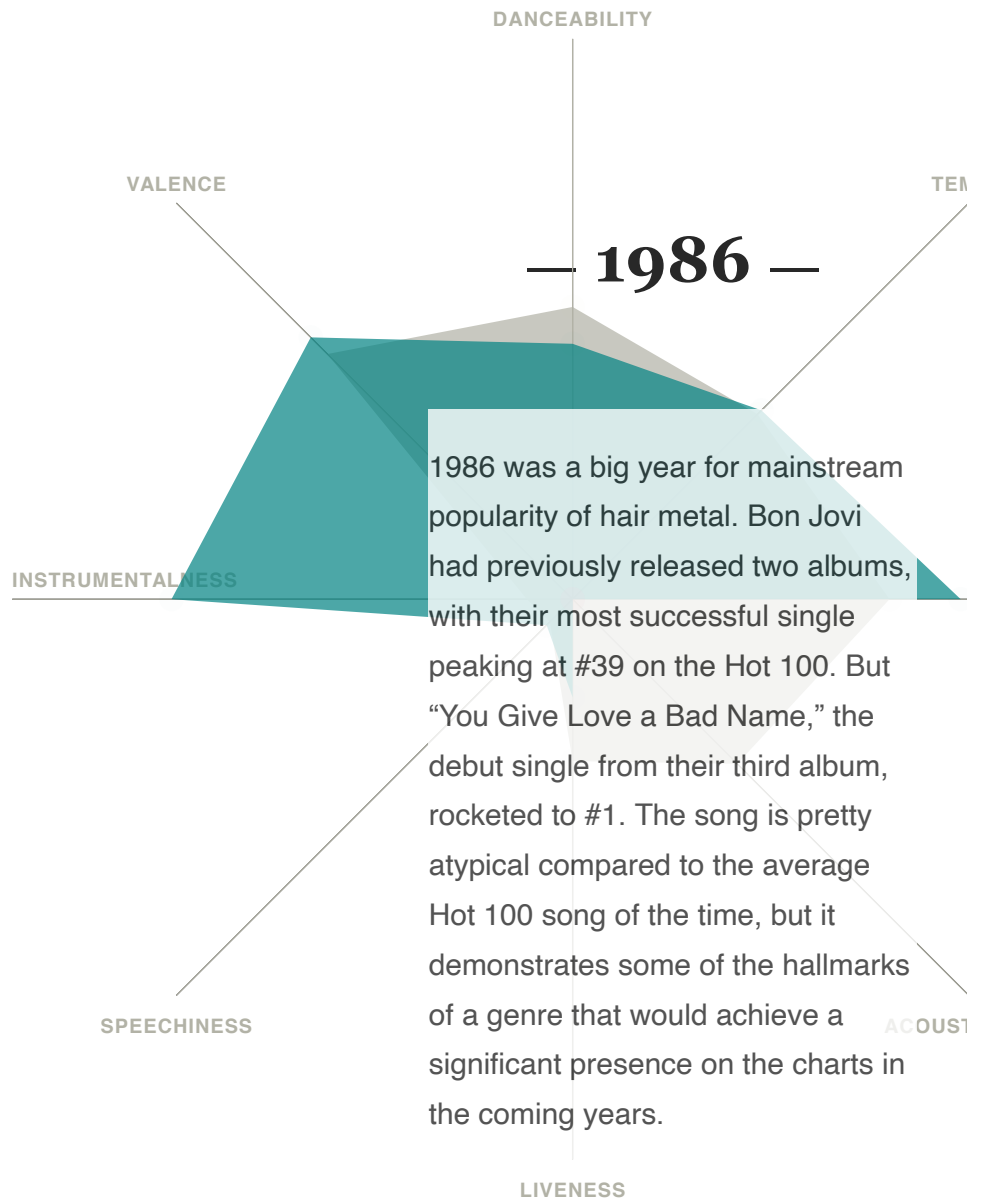 DANCEABILITY
VALENCE
TEM
— 1986 —
1986 was a big year for mainstream
popularity of hair metal. Bon Jovi
had previously released two albums,
INSTRUMENTALNESS
with their most successful single
peaking at #39 on the Hot 100. But
“You Give Love a Bad Name,” the
debut single from their third album,
rocketed to #1. The song is pretty
atypical compared to the average
Hot 100 song of the time, but it
demonstrates some of the hallmarks
of a genre that would achieve a
significant presence on the charts in
the coming years.
SPEECHINESS
ACOUST
LIVENESS